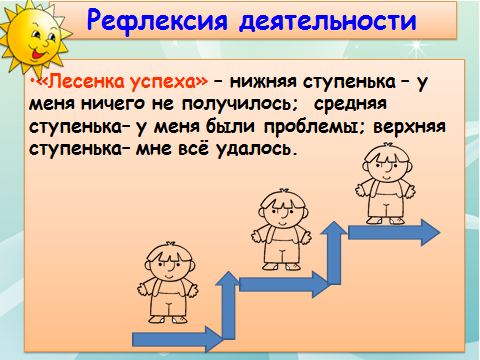 Рефлексия деятельности
•«Лесенка успеха» – нижняя ступенька – у
меня ничего не получилось; средняя
ступенька– у меня были проблемы; верхняя
ступенька– мне всё удалось.